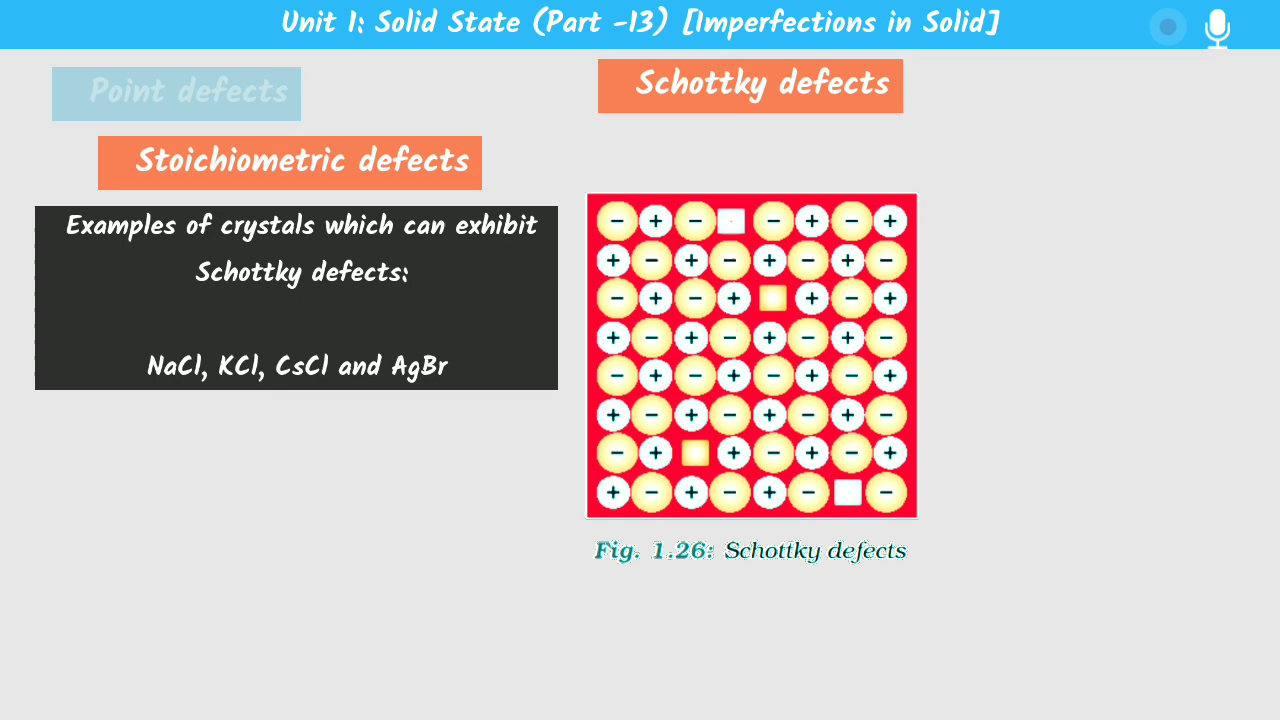 Unit 1: Solid State (Part -13) [Imperfections in Solid]
Point defects
Stoichiometric defects
Examples of crystals which can exhibit
Schottky defects:
NaCl, KCl, CsCl and AgBr
Schottky defects
− + − − + − +
+ − + − + − + −
− + − + + − +
+ − + − + − + −
− + − + − + − +
+ − + − + − + −
− + + − + − +
+ − + − + − −
Fig. 1.26: Schottky defects